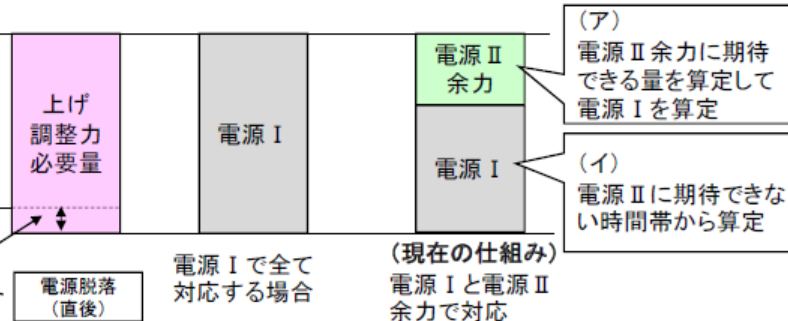 上げ
調整力
必要量
電源脱落
（直後）
電源Ⅰ
電源Ⅰで全て
対応する場合
電源Ⅱ
余力
電源Ⅰ
（現在の仕組み）
電源Ⅰと電源Ⅱ
余力で対応
（ア）
電源Ⅱ余力に期待
できる量を算定して
電源Ⅰを算定
（イ）
電源Ⅱに期待できな
い時間帯から算定